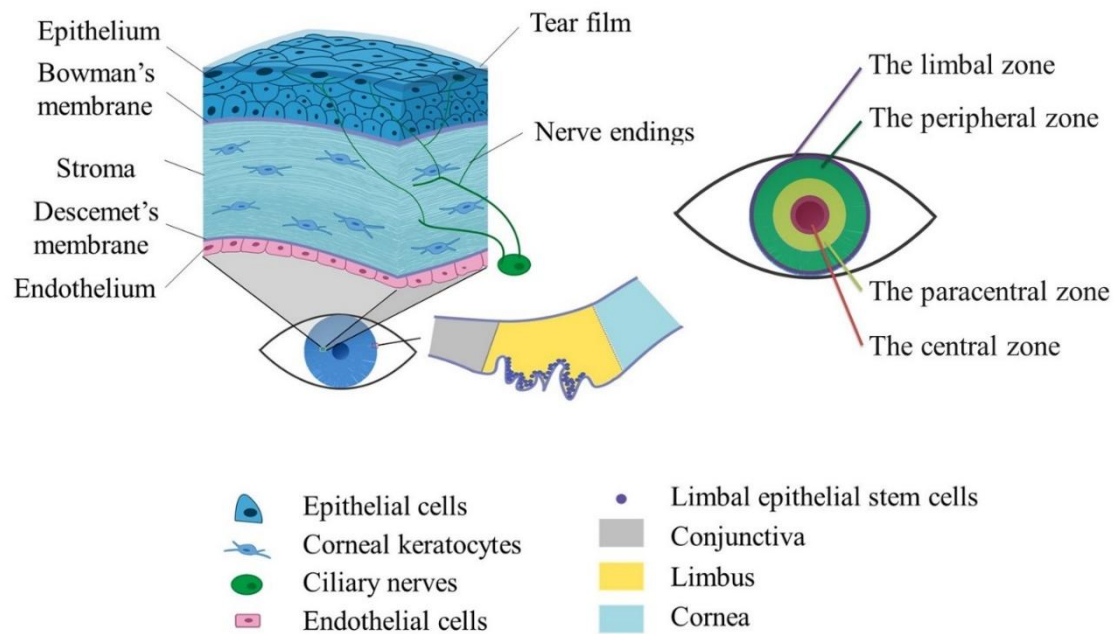 Epithelium
Bowman's
membrane
Stroma
Descemet's
membrane
Endothelium
Tear film
Nerve endings
The limbal zone
The peripheral zone
The paracentral zone
The central zone
Epithelial cells
Corneal keratocytes
Ciliary nerves
Endothelial cells
Limbal epithelial stem cells
Conjunctiva
Limbus
Cornea